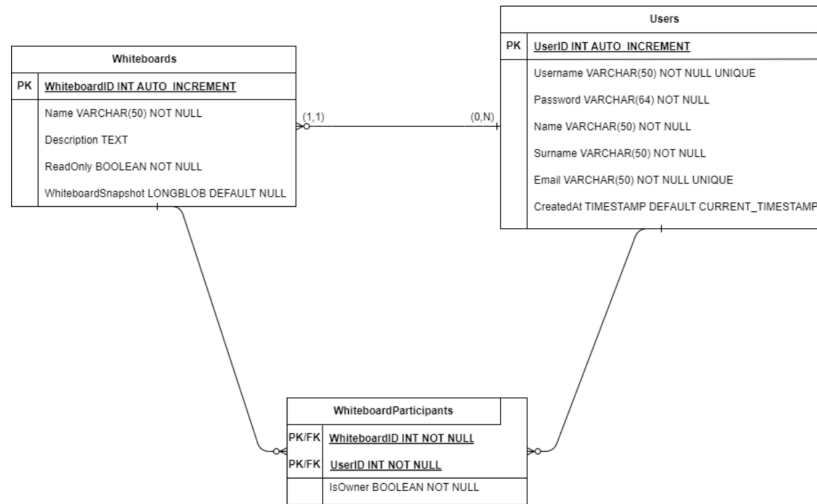 Users
PK UserID INT AUTO_INCREMENT
Username VARCHAR(50) NOT NULL UNIQUE
Password VARCHAR(64) NOT NULL
Name VARCHAR(50) NOT NULL
Surname VARCHAR(50) NOT NULL
Email VARCHAR(50) NOT NULL UNIQUE
CreatedAt TIMESTAMP DEFAULT CURRENT_TIMESTAMP
Whiteboards
PK WhiteboardID INT AUTO_INCREMENT
Name VARCHAR(50) NOT NULL
Description TEXT
ReadOnly BOOLEAN NOT NULL
WhiteboardSnapshot LONGBLOB DEFAULT NULL
(1,1) (0,N)
WhiteboardParticipants
PK/FK WhiteboardID INT NOT NULL
PK/FK UserID INT NOT NULL
IsOwner BOOLEAN NOT NULL